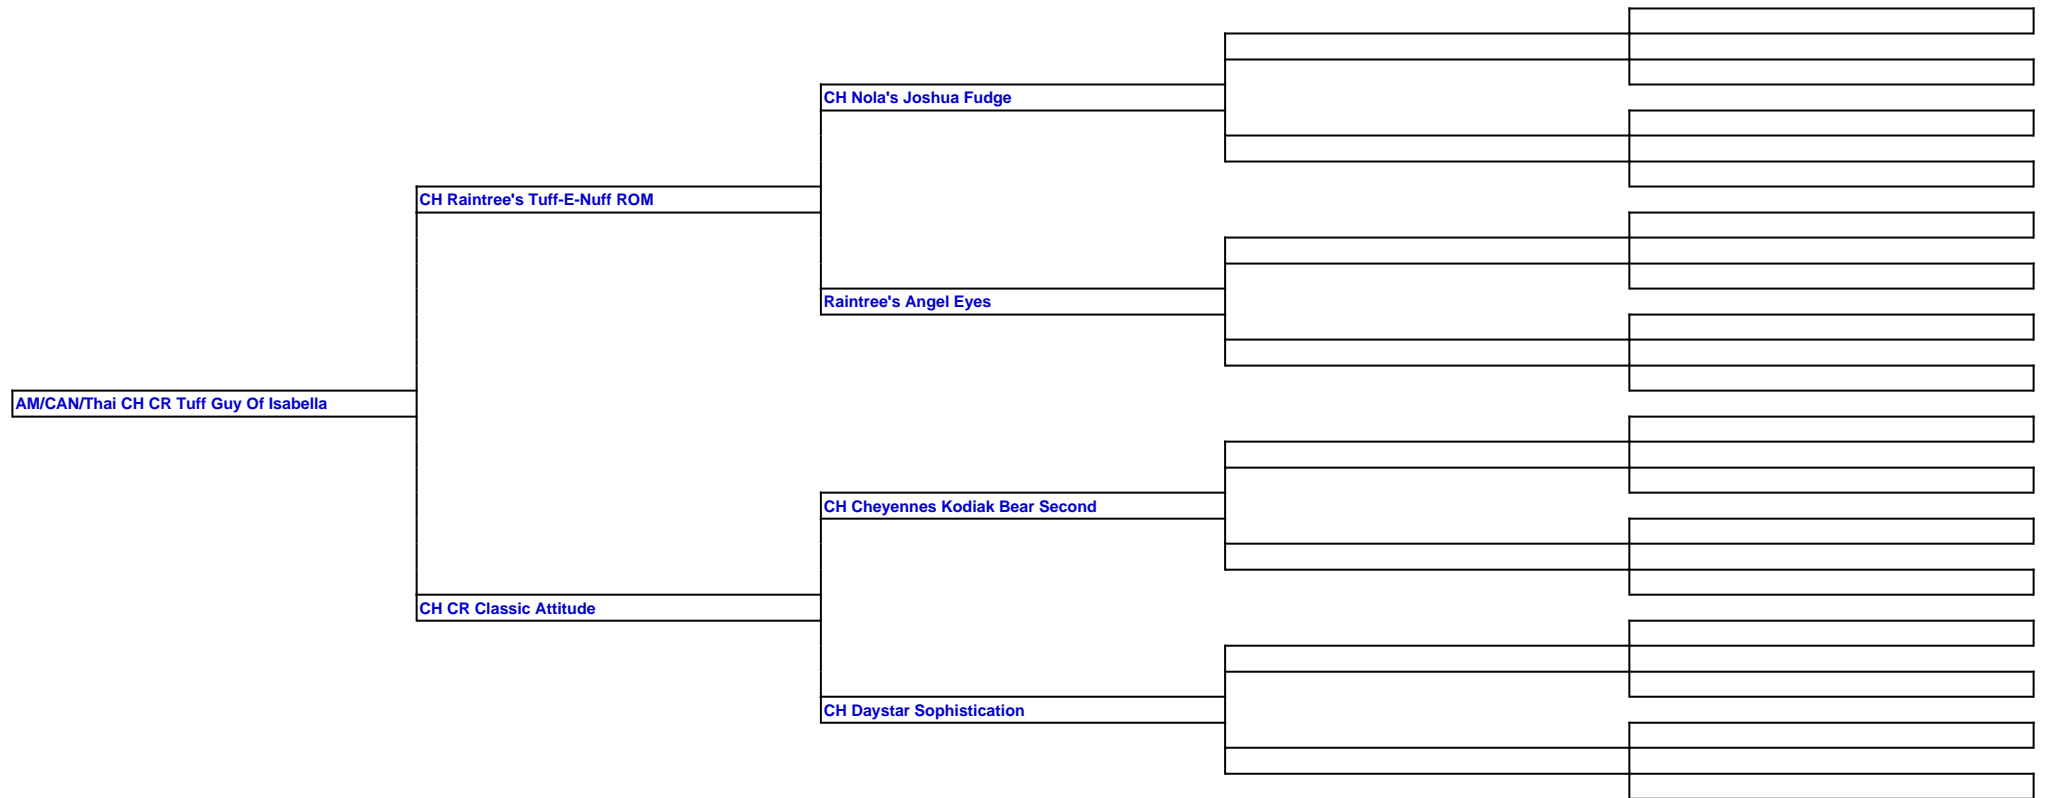 CH Nola's Joshua Fudge
CH Raintree's Tuff-E-Nuff ROM
Raintree's Angel Eyes
AM/CAN/Thai CH CR Tuff Guy Of Isabella
CH Cheyennes Kodiak Bear Second
CH CR Classic Attitude
CH Daystar Sophistication